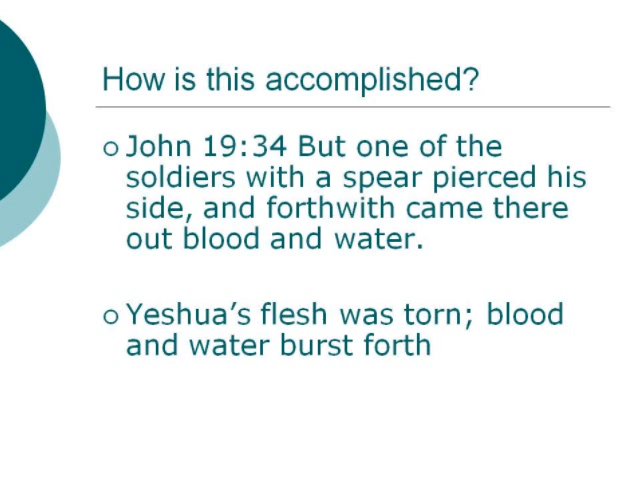 How is this accomplished?
John 19:34 But one of the
soldiers with a spear pierced his
side, and forthwith came there
out blood and water.
Yeshua’s flesh was torn; blood
and water burst forth